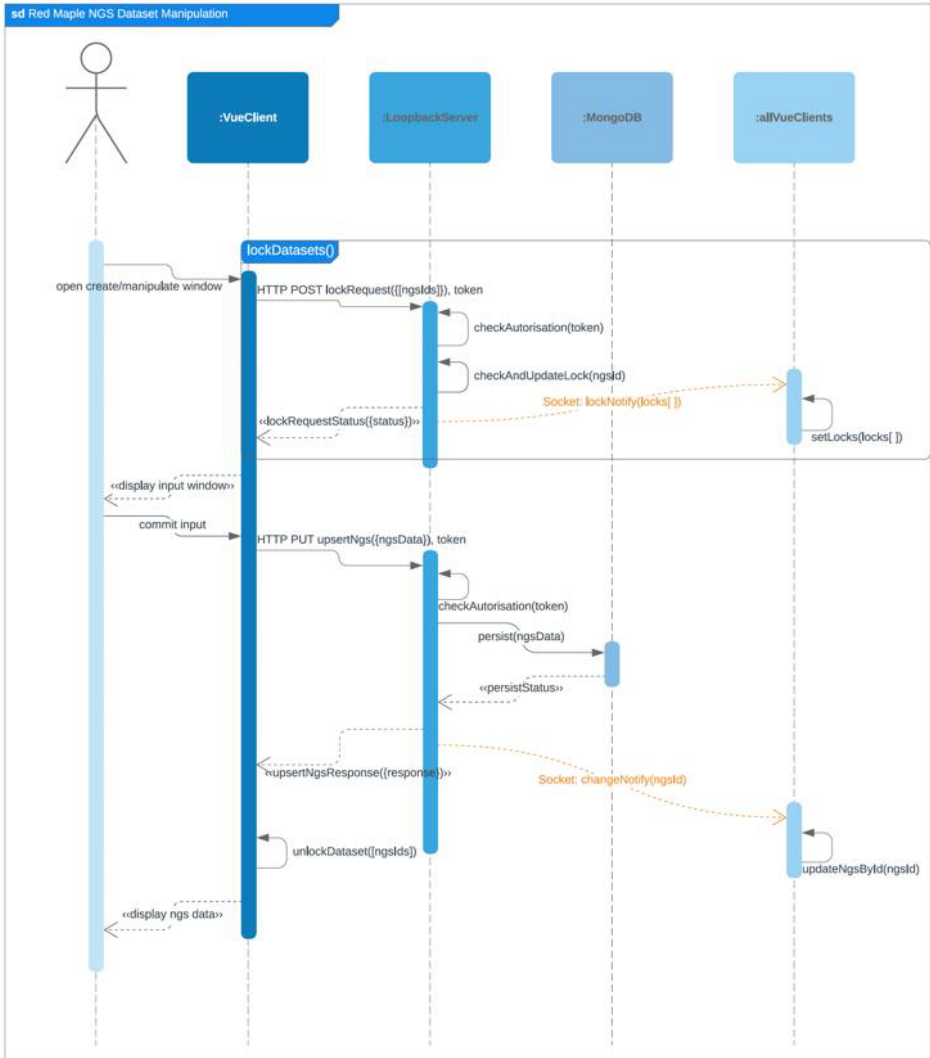 sd Red Maple NGS Dataset Manipulation
:VueClient
:LoopbackServer
:MongoDB
:allVueClients
lockDatasets()
open create/manipulate window
HTTP POST lockRequest({[ngsIds]}), token
checkAutorisation(token)
checkAndUpdateLock(ngsId)
Socket: lockNotify(locks[ ])
‹‹lockRequestStatus({status})››
setLocks(locks[ ])
‹‹display input window››
commit input
HTTP PUT upsertNgs({ngsData}), token
checkAutorisation(token)
persist(ngsData)
‹‹persistStatus››
‹‹upsertNgsResponse({response})››
Socket: changeNotify(ngsId)
unlockDataset([ngsIds])
updateNgsById(ngsId)
‹‹display ngs data››